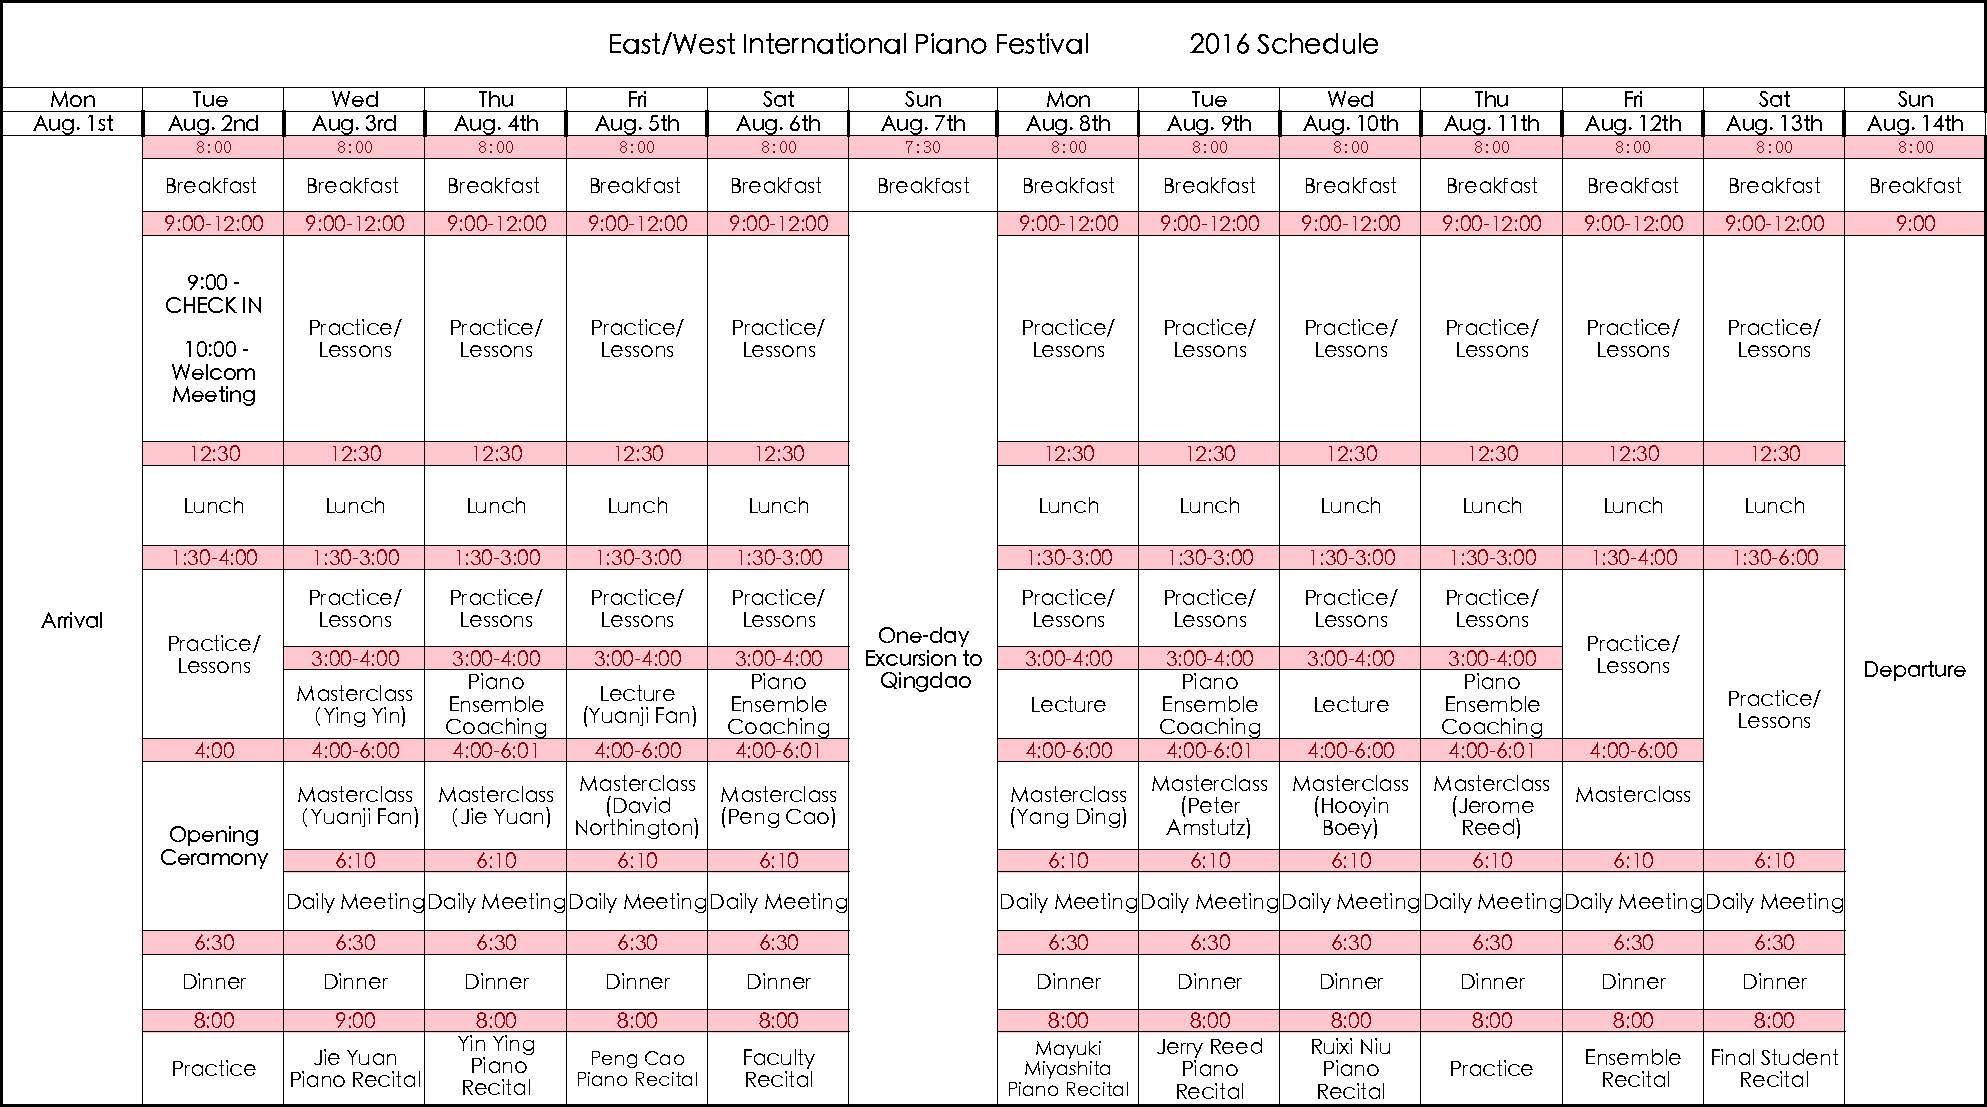 East/West International Piano Festival 2016 Schedule
Mon Tue Wed Thu Fri Sat Sun Mon Tue Wed Thu Fri Sat Sun
Aug. 1st Aug. 2nd Aug. 3rd Aug. 4th Aug. 5th Aug. 6th Aug. 7th Aug. 8th Aug. 9th Aug. 10th Aug. 11th Aug. 12th Aug. 13th Aug. 14th
8:00 8:00 8:00 8:00 8:00 7:30 8:00 8:00 8:00 8:00 8:00 8:00 8:00
Breakfast Breakfast Breakfast Breakfast Breakfast Breakfast Breakfast Breakfast Breakfast Breakfast Breakfast Breakfast Breakfast
9:00-12:00 9:00-12:00 9:00-12:00 9:00-12:00 9:00-12:00 9:00-12:00 9:00-12:00 9:00-12:00 9:00-12:00 9:00-12:00 9:00-12:00 9:00
9:00 -
CHECK IN
10:00 -
Welcom
Meeting
Practice/ Practice/ Practice/ Practice/ Practice/ Practice/ Practice/ Practice/ Practice/ Practice/
Lessons Lessons Lessons Lessons Lessons Lessons Lessons Lessons Lessons Lessons
12:30 12:30 12:30 12:30 12:30 12:30 12:30 12:30 12:30 12:30 12:30
Lunch Lunch Lunch Lunch Lunch Lunch Lunch Lunch Lunch Lunch Lunch
1:30-4:00 1:30-3:00 1:30-3:00 1:30-3:00 1:30-3:00 1:30-3:00 1:30-3:00 1:30-3:00 1:30-3:00 1:30-4:00 1:30-6:00
Arrival
Practice/
Lessons
Practice/ Practice/ Practice/ Practice/ Practice/ Practice/ Practice/ Practice/
Lessons Lessons Lessons Lessons Lessons Lessons Lessons Lessons
One-day
Excursion to
Qingdao
Practice/
Lessons
Practice/
Lessons
Departure
3:00-4:00 3:00-4:00 3:00-4:00 3:00-4:00 3:00-4:00 3:00-4:00 3:00-4:00 3:00-4:00
Masterclass
(Ying Yin)
Piano
Ensemble
Coaching
Lecture
(Yuanji Fan)
Piano
Ensemble
Coaching
Lecture
Piano
Ensemble
Coaching
Lecture
Piano
Ensemble
Coaching
4:00 4:00-6:00 4:00-6:01 4:00-6:00 4:00-6:01 4:00-6:00 4:00-6:01 4:00-6:00 4:00-6:01 4:00-6:00
Opening
Ceramony
Masterclass
(Yuanji Fan)
Masterclass
(Jie Yuan)
Masterclass
(David
Northington)
Masterclass
(Peng Cao)
Masterclass
(Yang Ding)
Masterclass
(Peter
Amstutz)
Masterclass
(Hooyin
Boey)
Masterclass
(Jerome
Reed)
Masterclass
6:10 6:10 6:10 6:10 6:10 6:10 6:10 6:10 6:10 6:10
Daily Meeting Daily Meeting Daily Meeting Daily Meeting Daily Meeting Daily Meeting Daily Meeting Daily Meeting Daily Meeting Daily Meeting
6:30 6:30 6:30 6:30 6:30 6:30 6:30 6:30 6:30 6:30 6:30
Dinner Dinner Dinner Dinner Dinner Dinner Dinner Dinner Dinner Dinner Dinner
8:00 9:00 8:00 8:00 8:00 8:00 8:00 8:00 8:00 8:00 8:00
Practice
Jie Yuan
Piano Recital
Yin Ying
Piano
Recital
Peng Cao
Piano Recital
Faculty
Recital
Mayuki
Miyashita
Piano Recital
Jerry Reed
Piano
Recital
Ruixi Niu
Piano
Recital
Practice
Ensemble
Recital
Final Student
Recital